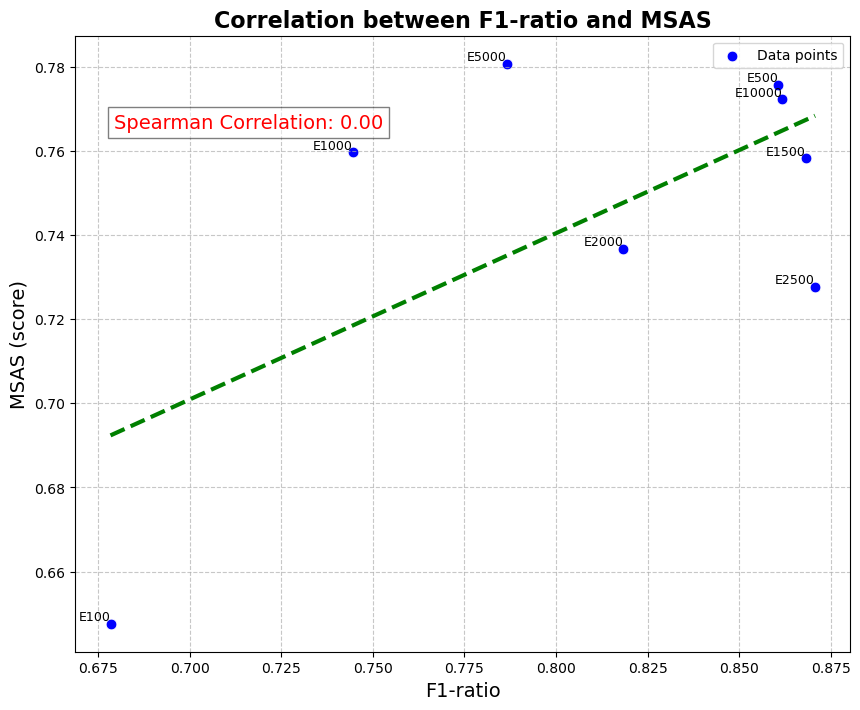 Correlation between F1-ratio and MSAS
Data points
Spearman Correlation: 0.00
E5000
E500
E10000
E1000
E1500
E2000
E2500
E100
MSAS (score)
0.78
0.76
0.74
0.72
0.70
0.68
0.66
0.675 0.700 0.725 0.750 0.775 0.800 0.825 0.850 0.875
F1-ratio